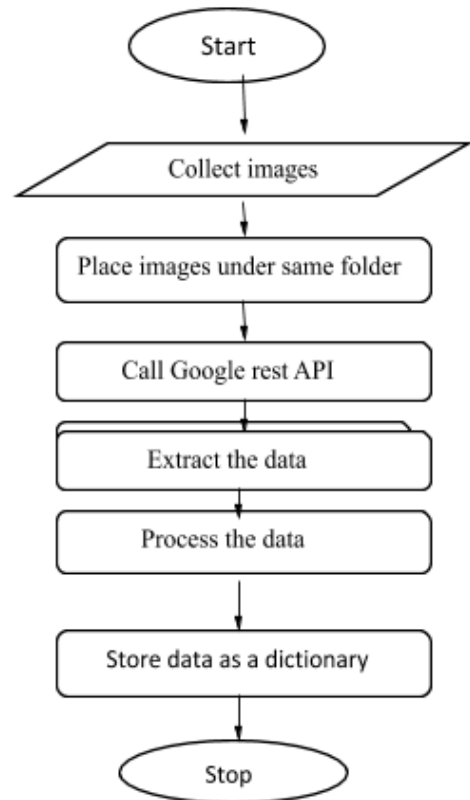 Start
Collect images
Place images under same folder
Call Google rest API
Extract the data
Process the data
Store data as a dictionary
Stop